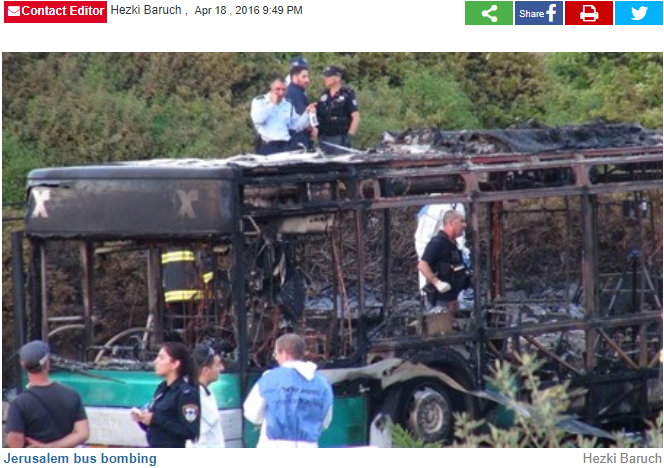 Contact Editor Hezki Baruch , Apr 18 , 2016 9:49 PM
Share
X X
Jerusalem bus bombing Hezki Baruch